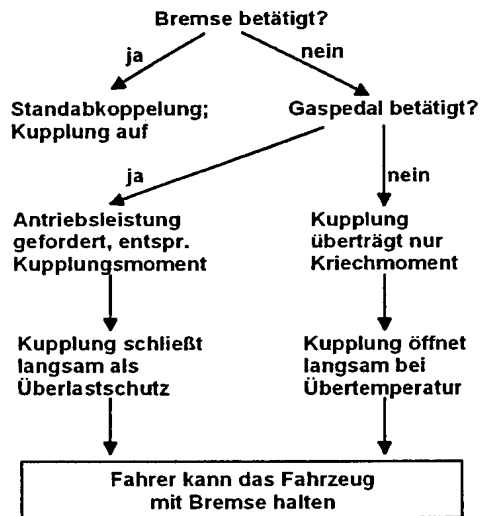 Bremse betätigt?
ja
nein
Standabkoppelung;
Kupplung auf
Gaspedal betätigt?
ja
nein
Antriebsleistung
gefordert, entspr.
Kupplungsmoment
Kupplung
überträgt nur
Kriechmoment
Kupplung schließt
langsam als
Überlastschutz
Kupplung öffnet
langsam bei
Übertemperatur
Fahrer kann das Fahrzeug
mit Bremse halten